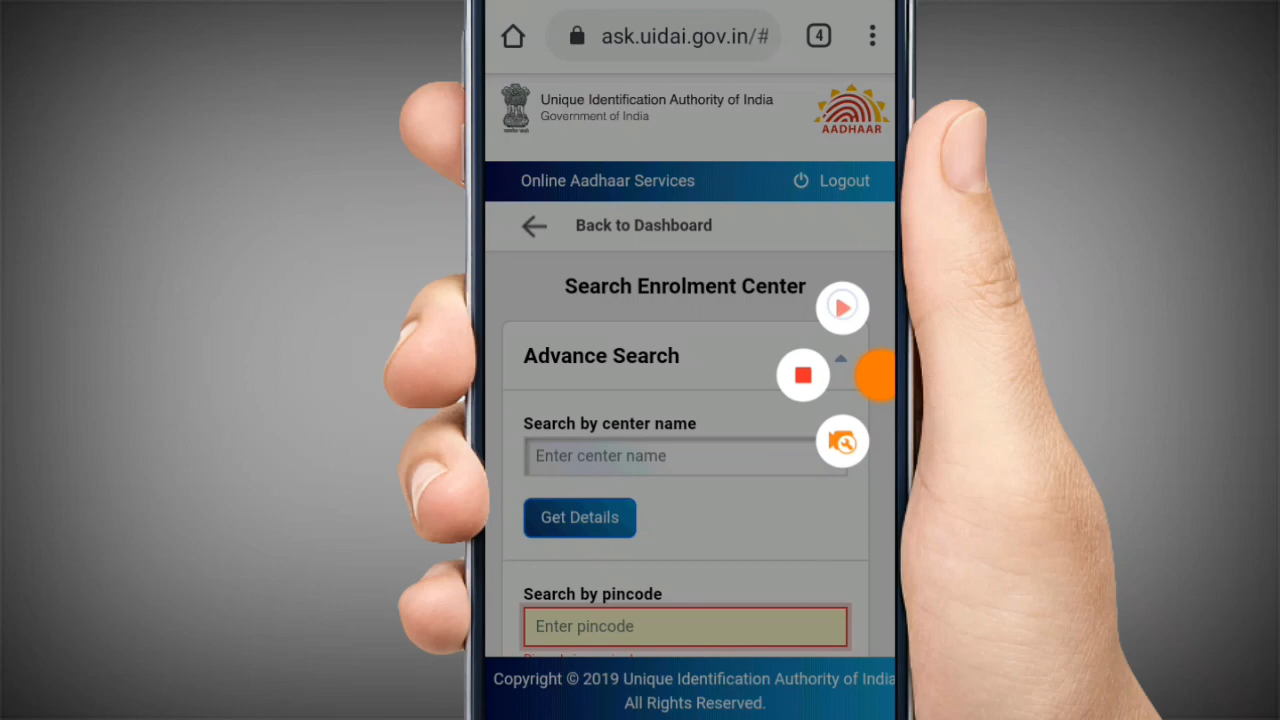 ask.uidai.gov.in/#
4
Unique Identification Authority of India
Government of India
AADHAAR
Online Aadhaar Services
Logout
Back to Dashboard
Search Enrolment Center
Advance Search
Search by center name
Enter center name
Get Details
Search by pincode
Enter pincode
Copyright © 2019 Unique Identification Authority of India
All Rights Reserved.